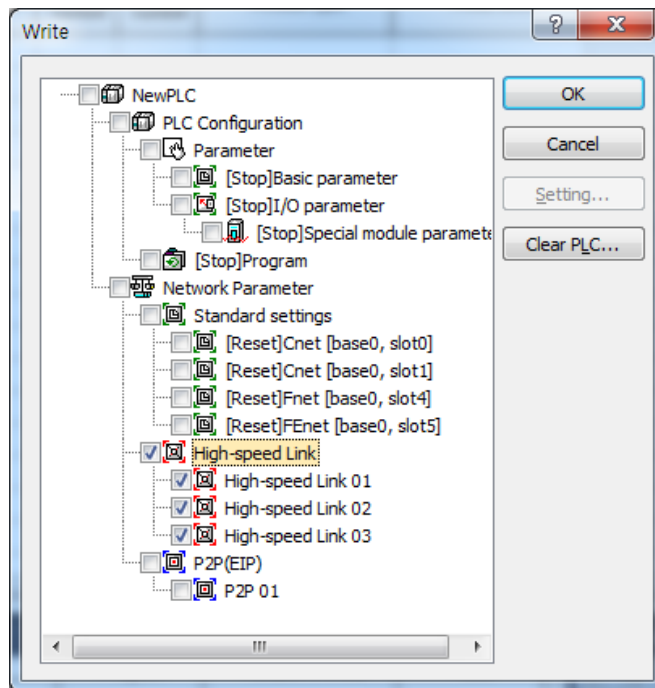 Write
NewPLC
PLC Configuration
Parameter
[Stop]Basic parameter
[Stop]I/O parameter
[Stop]Special module paramete
[Stop]Program
Network Parameter
Standard settings
[Reset]Cnet [base0, slot0]
[Reset]Cnet [base0, slot1]
[Reset]Fnet [base0, slot4]
[Reset]FEnet [base0, slot5]
High-speed Link
High-speed Link 01
High-speed Link 02
High-speed Link 03
P2P(EIP)
P2P 01
OK
Cancel
Setting...
Clear PLC...